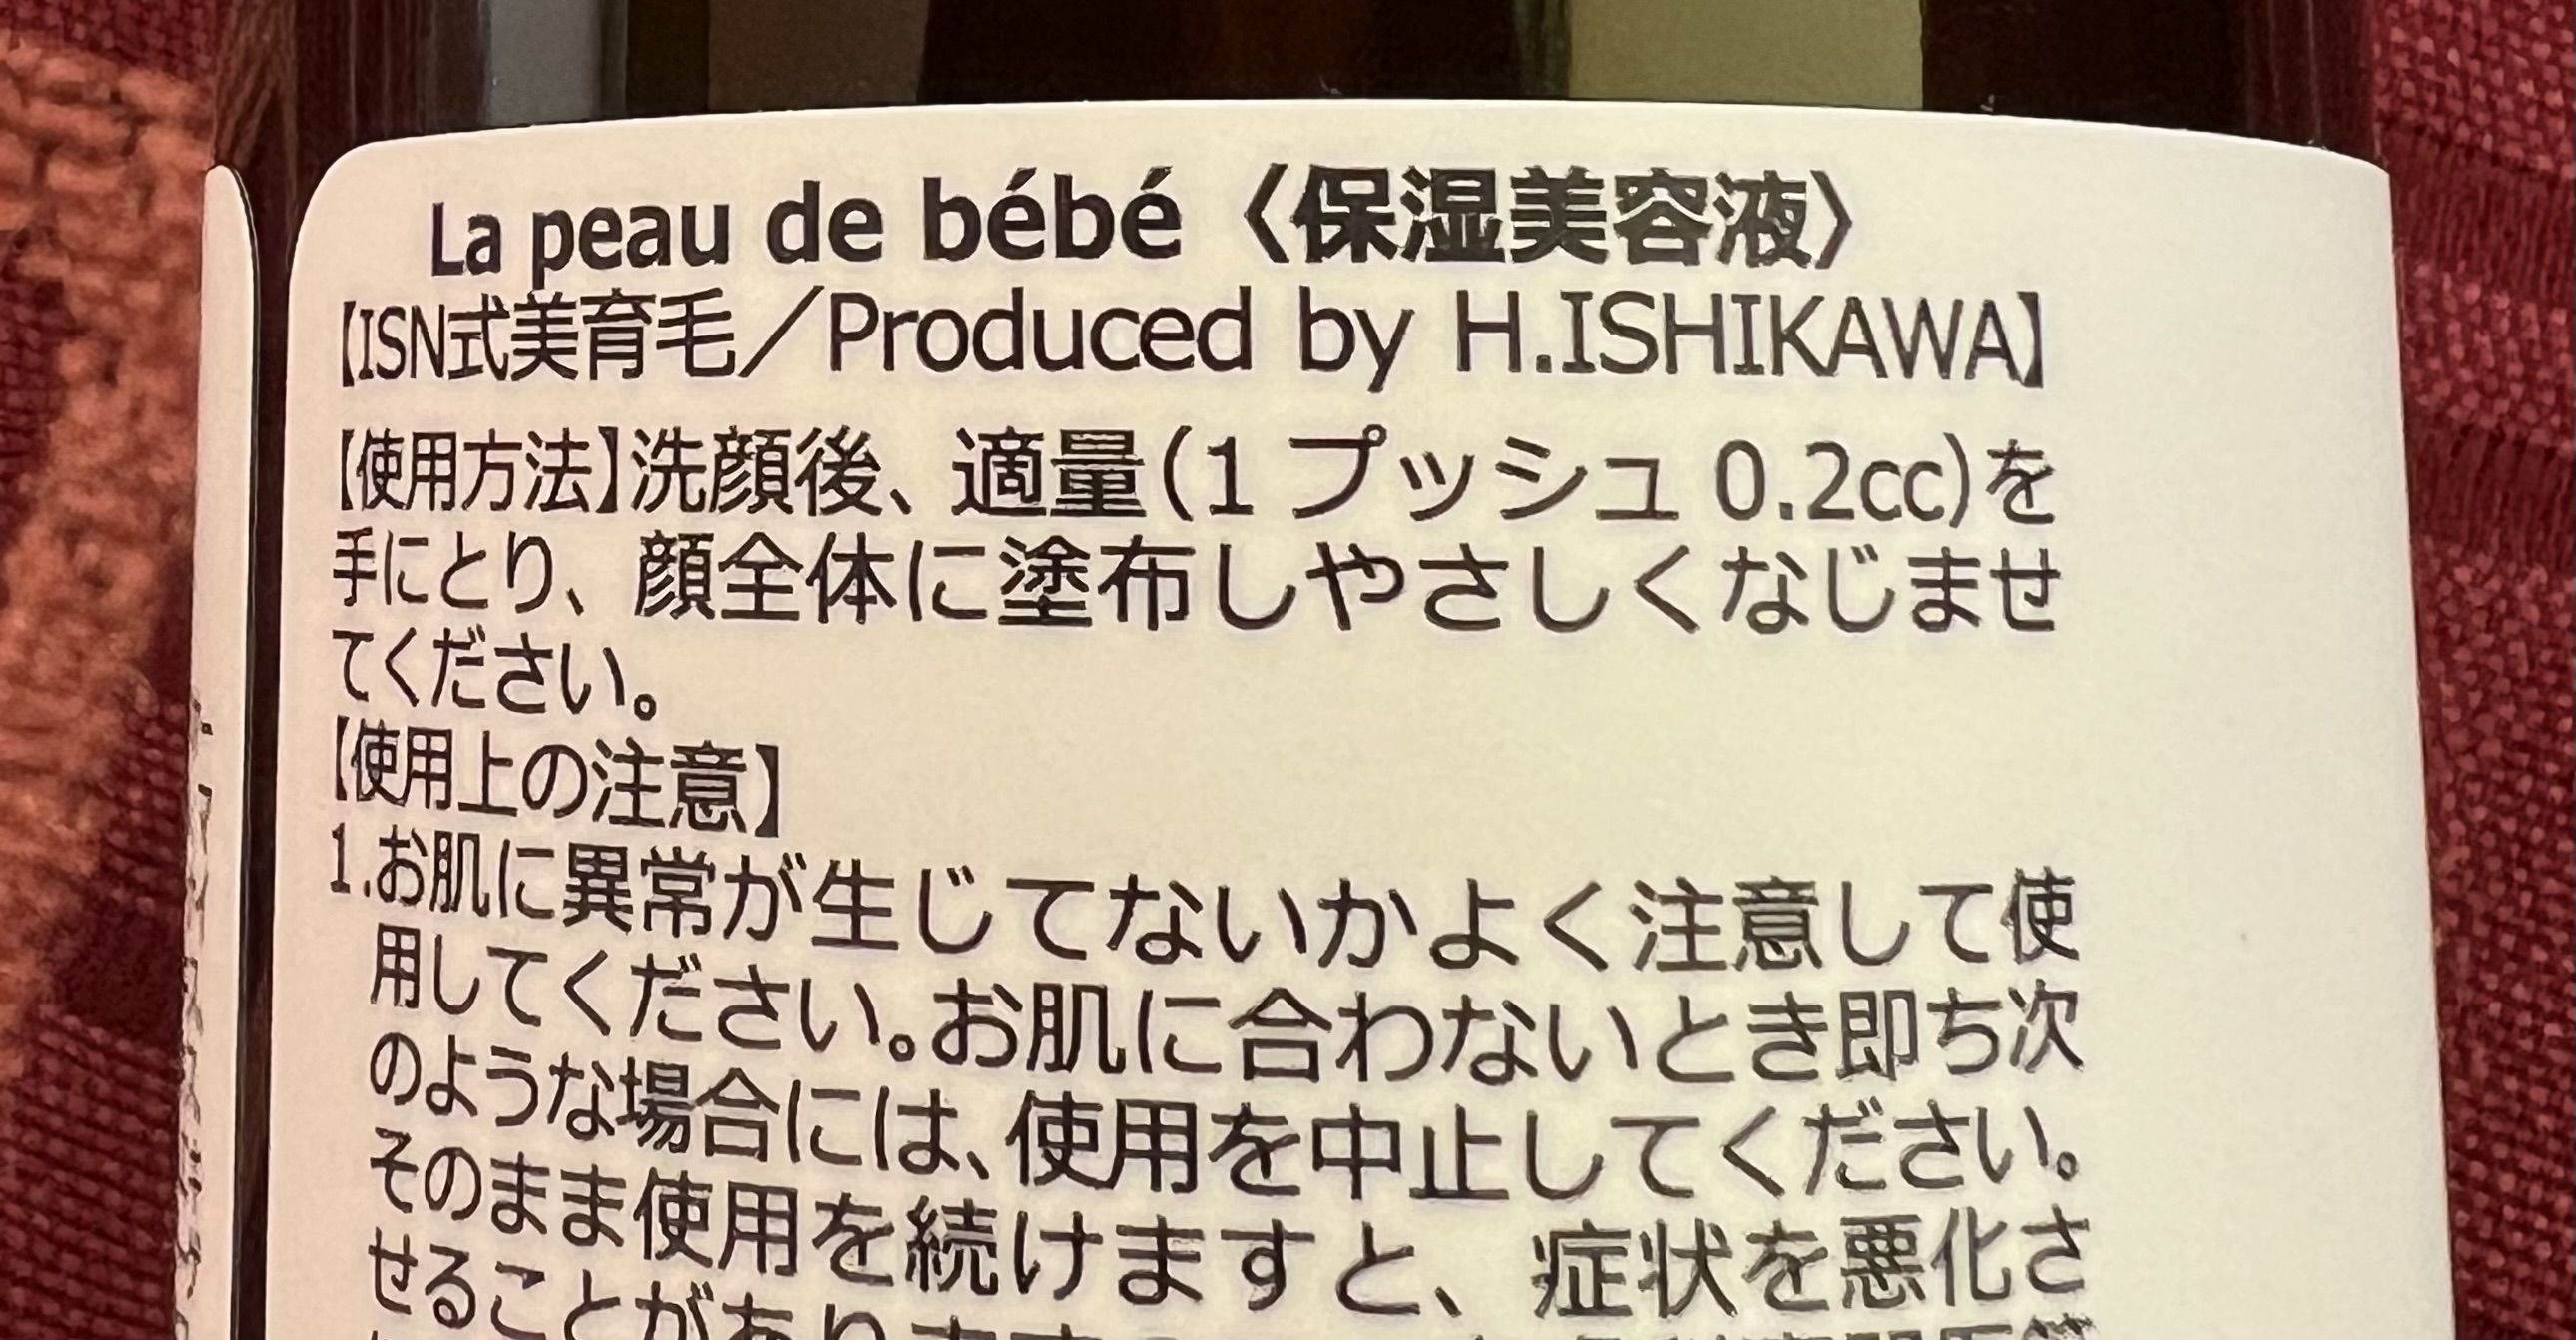 La peau de bébé〈保湿美容液〉
【ISN式美育毛／Produced by H.ISHIKAWA】
【使用方法】洗顔後、適量(1 プッシュ 0.2cc)を
手にとり、顔全体に塗布しやさしくなじませ
てください。
【使用上の注意】
1.お肌に異常が生じてないかよく注意して使
用してください。お肌に合わないとき即ち次
のような場合には、使用を中止してください。
そのまま使用を続けますと、症状を悪化さ
せることがあり